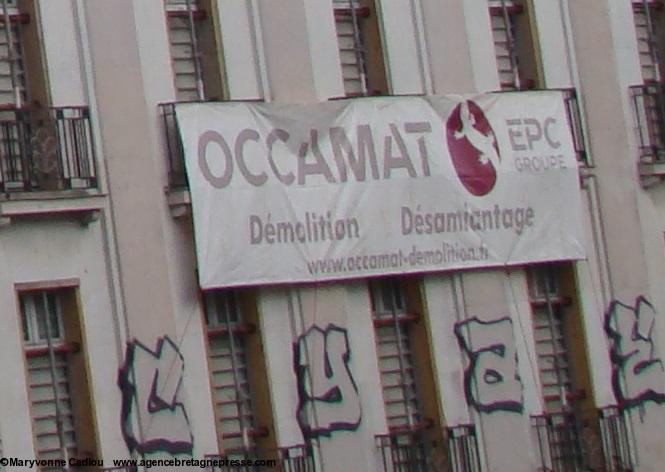 OCCAMAT EPC
GROUPE
Démolition Désamiantage
www.occamat-demolition.fr
©Maryvonne Cadiou www.agencebretagnepresse.com